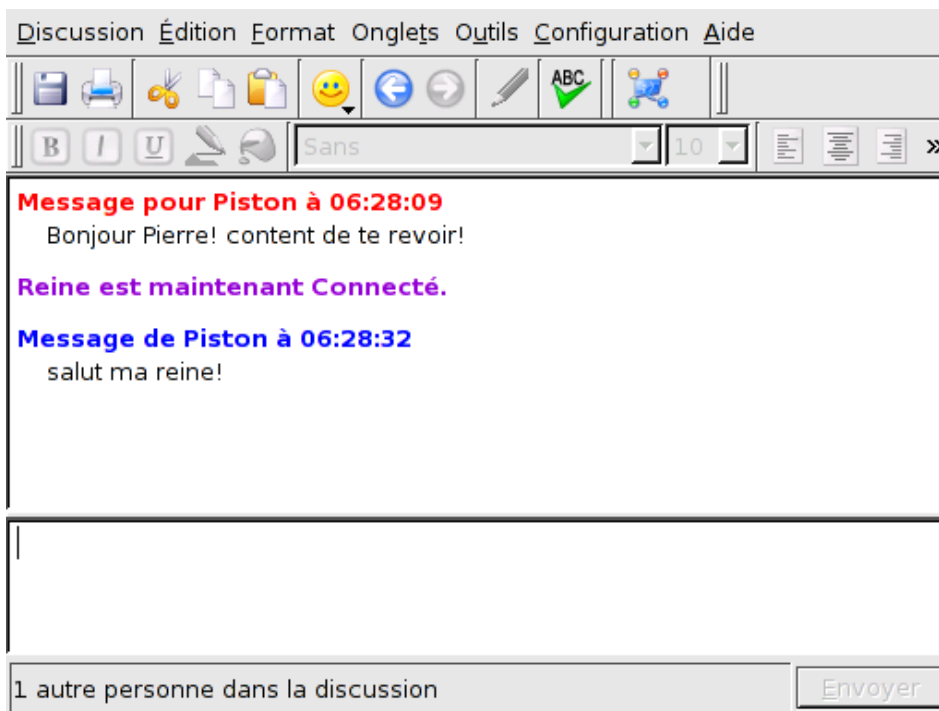 Discussion Édition Format Onglets Outils Configuration Aide
ABC
B I U Sans 10 »
Message pour Piston à 06:28:09
Bonjour Pierre! content de te revoir!
Reine est maintenant Connecté.
Message de Piston à 06:28:32
salut ma reine!
1 autre personne dans la discussion Envoyer